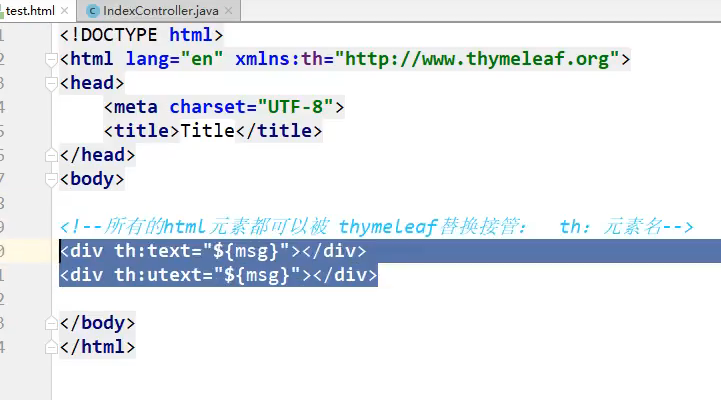 test.html IndexController.java
1 <!DOCTYPE html>
2 <html lang="en" xmlns:th="http://www.thymeleaf.org">
3 <head>
4 <meta charset="UTF-8">
5 <title>Title</title>
6 </head>
7 <body>
8
9 <!--所有的html元素都可以被 thymeleaf替换接管： th：元素名-->
0 <div th:text="${msg}"></div>
1 <div th:utext="${msg}"></div>
2
3 </body>
4 </html>